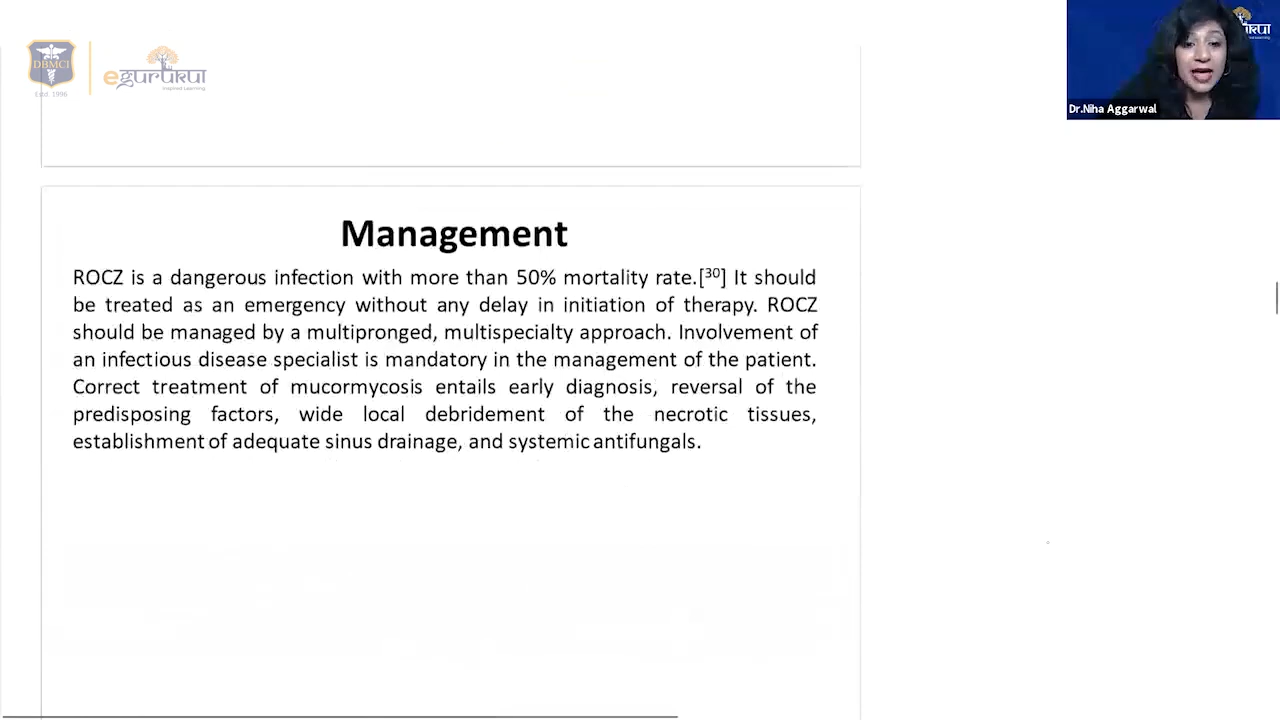 DBMCI
Estd. 1996
egurukul
Inspired Learning
Dr.Niha Aggarwal
Management
ROCZ is a dangerous infection with more than 50% mortality rate.[30] It should
be treated as an emergency without any delay in initiation of therapy. ROCZ
should be managed by a multipronged, multispecialty approach. Involvement of
an infectious disease specialist is mandatory in the management of the patient.
Correct treatment of mucormycosis entails early diagnosis, reversal of the
predisposing factors, wide local debridement of the necrotic tissues,
establishment of adequate sinus drainage, and systemic antifungals.